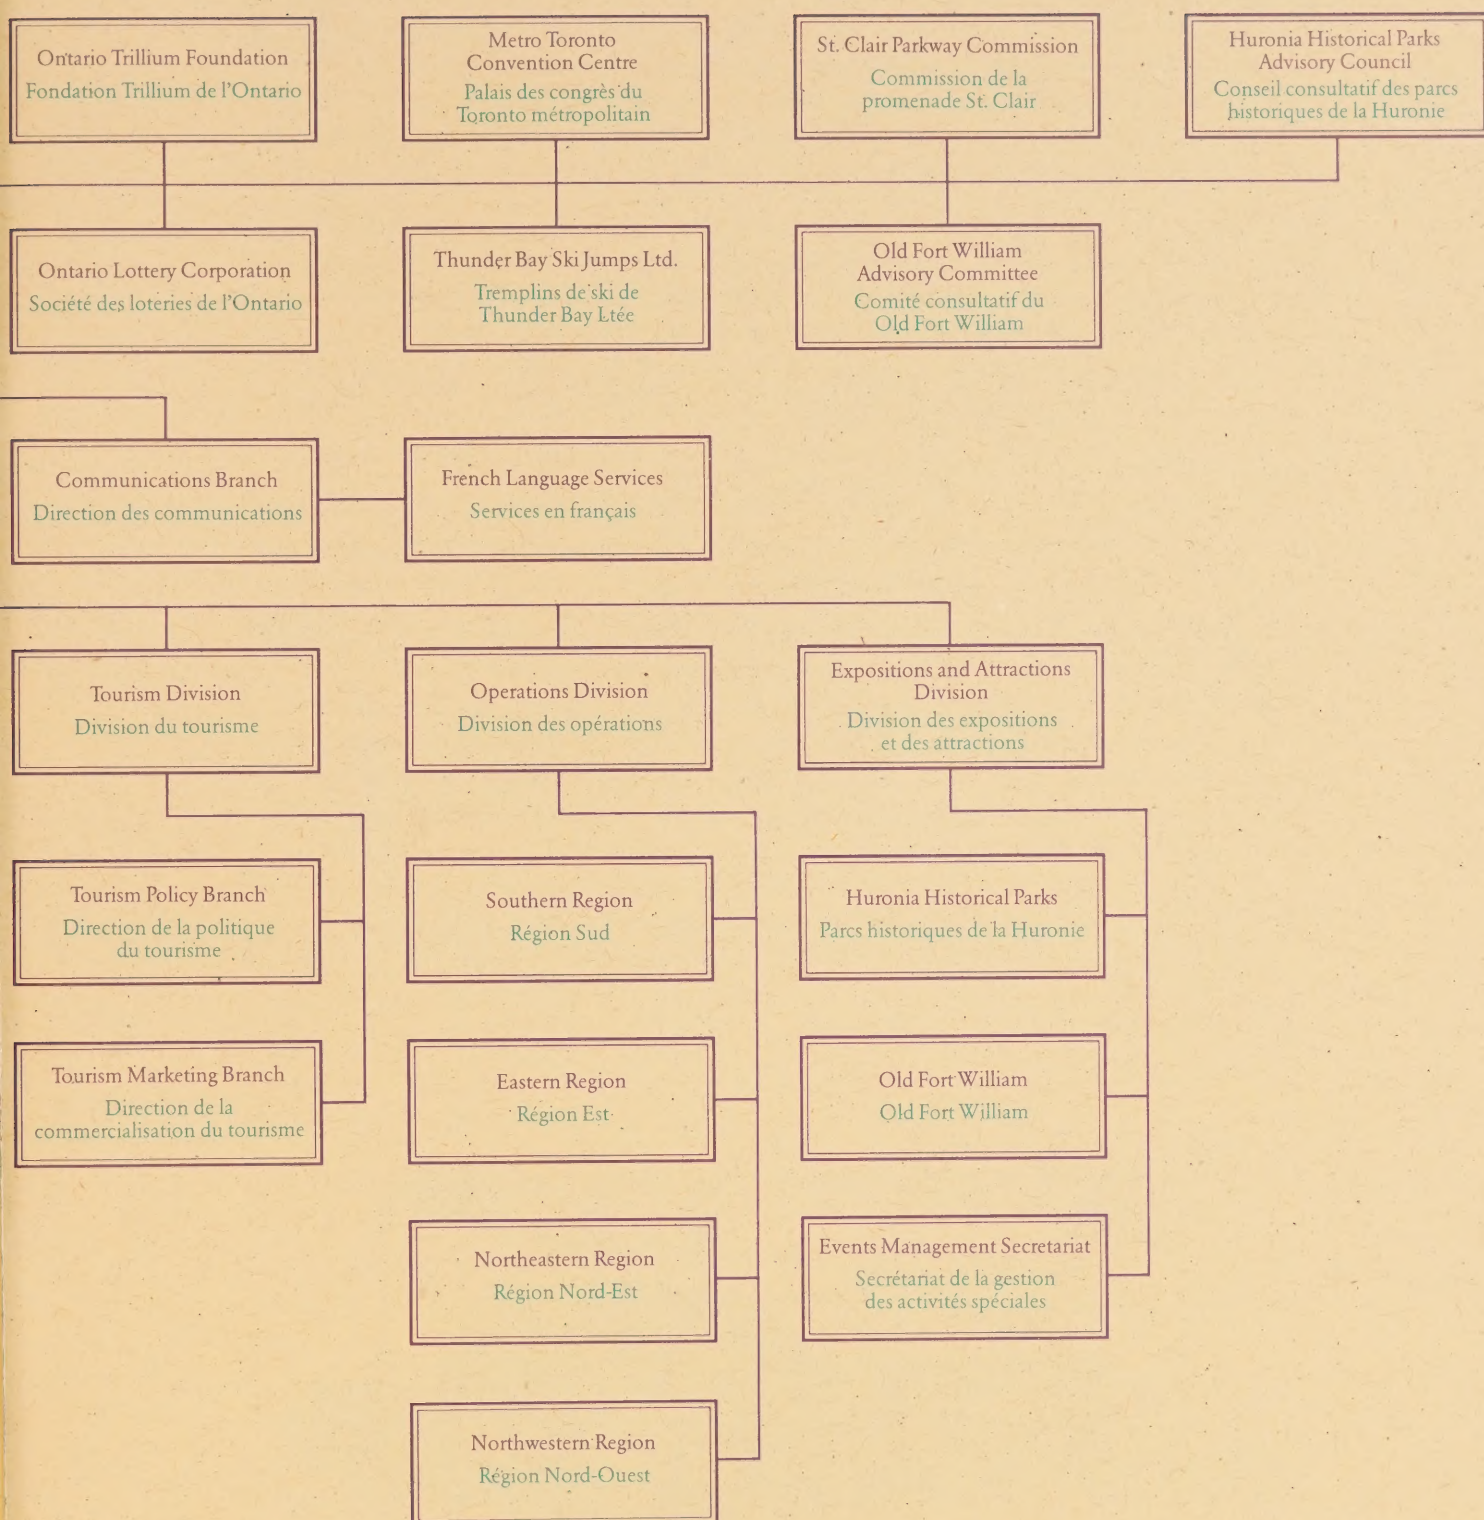 Ontario Trillium Foundation
Fondation Trillium de l'Ontario
Metro Toronto
Convention Centre
Palais des congrès du
Toronto métropolitain
St. Clair Parkway Commission
Commission de la
promenade St. Clair
Huronia Historical Parks
Advisory Council
Conseil consultatif des parcs
historiques de la Huronie
Ontario Lottery Corporation
Société des loteries de l'Ontario
Thunder Bay Ski Jumps Ltd.
Tremplins de ski de
Thunder Bay Ltée
Old Fort William
Advisory Committee
Comité consultatif du
Old Fort William
Communications Branch
Direction des communications
French Language Services
Services en français
Tourism Division
Division du tourisme
Operations Division
Division des opérations
Expositions and Attractions
Division
Division des expositions
et des attractions
Tourism Policy Branch
Direction de la politique
du tourisme
Tourism Marketing Branch
Direction de la
commercialisation du tourisme
Southern Region
Région Sud
Eastern Region
Région Est
Northeastern Region
Région Nord-Est
Northwestern Region
Région Nord-Ouest
Huronia Historical Parks
Parcs historiques de la Huronie
Old Fort William
Old Fort William
Events Management Secretariat
Secrétariat de la gestion
des activités spéciales